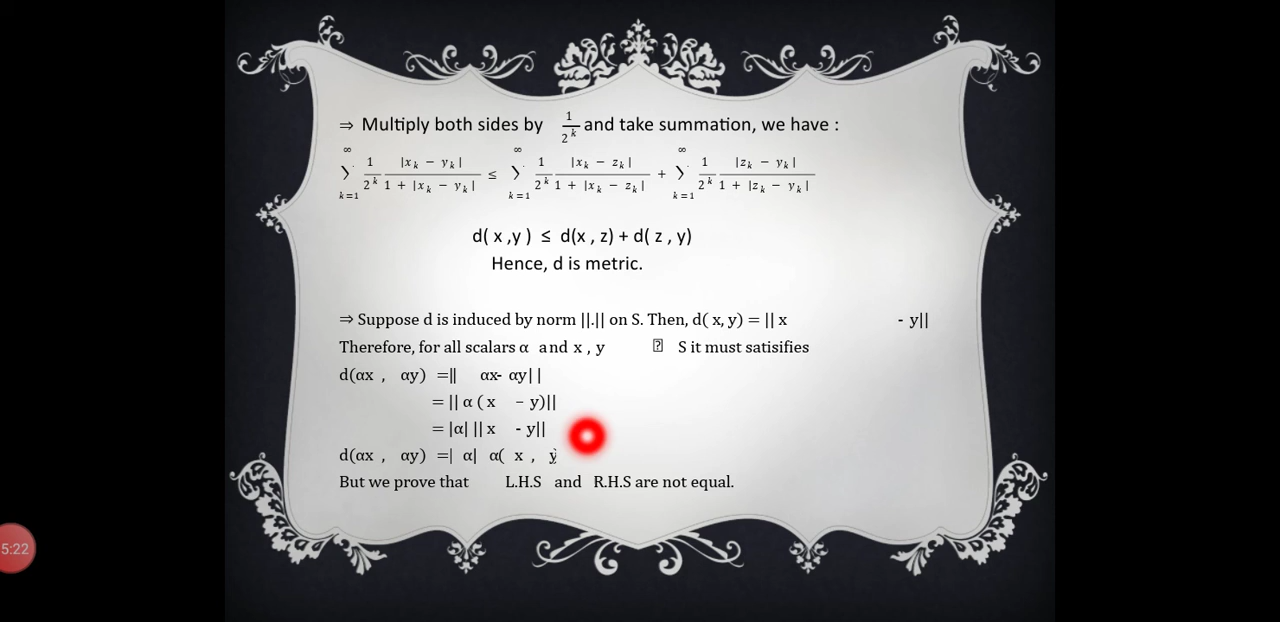 ⇒ Multiply both sides by 1/2^k and take summation, we have :
∞ ∑ k=1 1/2^k |x_k − y_k| / 1 + |x_k − y_k| ≤ ∞ ∑ k=1 1/2^k |x_k − z_k| / 1 + |x_k − z_k| + ∞ ∑ k=1 1/2^k |z_k − y_k| / 1 + |z_k − y_k|
d( x ,y ) ≤ d(x , z) + d( z , y)
Hence, d is metric.
⇒ Suppose d is induced by norm ||.|| on S. Then, d( x, y) = || x - y||
Therefore, for all scalars α and x , y S it must satisifies
d(αx , αy) =|| αx- αy||
= || α ( x – y)||
= |α| || x - y||
d(αx , αy) =| α| α( x , y
But we prove that L.H.S and R.H.S are not equal.
5:22